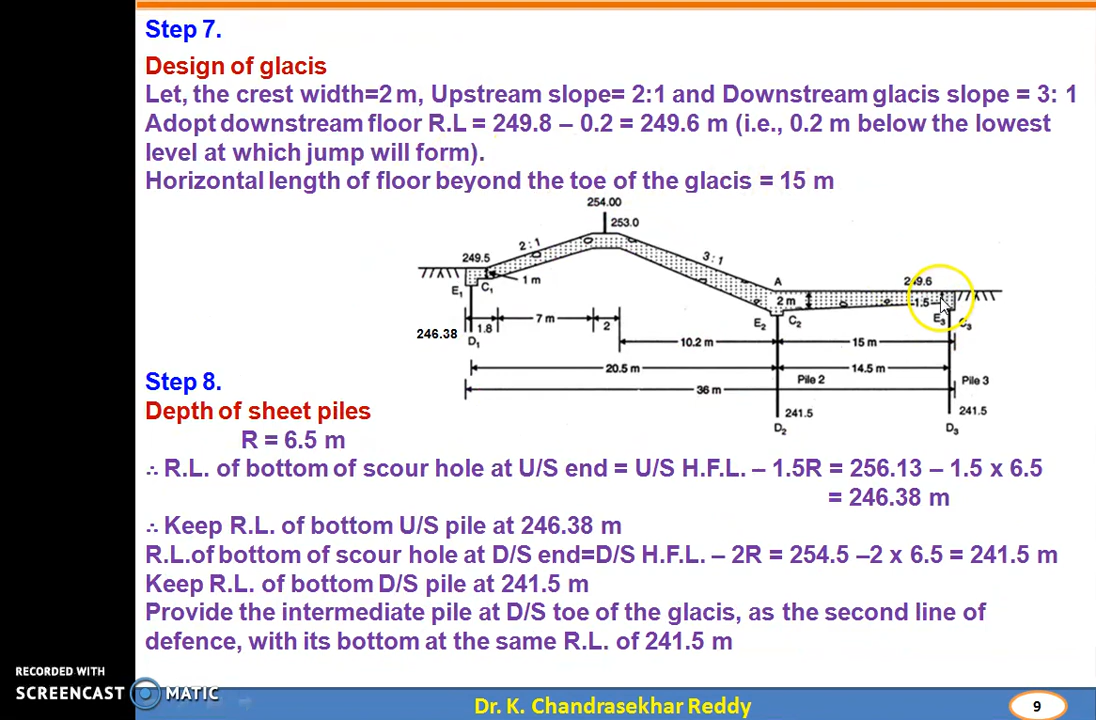 Step 7.
Design of glacis
Let, the crest width=2 m, Upstream slope= 2:1 and Downstream glacis slope = 3: 1
Adopt downstream floor R.L = 249.8 – 0.2 = 249.6 m (i.e., 0.2 m below the lowest
level at which jump will form).
Horizontal length of floor beyond the toe of the glacis = 15 m
254.00
253.0
2 : 1
3 : 1
249.5
A
249.6
1 m
2 m
1.5
E1
C1
E2
C2
E3
C3
246.38
1.8
7 m
2
D1
10.2 m
15 m
20.5 m
14.5 m
Pile 2
Pile 3
36 m
241.5
241.5
D2
D3
Step 8.
Depth of sheet piles
R = 6.5 m
∴ R.L. of bottom of scour hole at U/S end = U/S H.F.L. – 1.5R = 256.13 – 1.5 x 6.5
= 246.38 m
∴ Keep R.L. of bottom U/S pile at 246.38 m
R.L.of bottom of scour hole at D/S end=D/S H.F.L. – 2R = 254.5 –2 x 6.5 = 241.5 m
Keep R.L. of bottom D/S pile at 241.5 m
Provide the intermediate pile at D/S toe of the glacis, as the second line of
defence, with its bottom at the same R.L. of 241.5 m
RECORDED WITH
SCREENCAST MATIC
Dr. K. Chandrasekhar Reddy
9